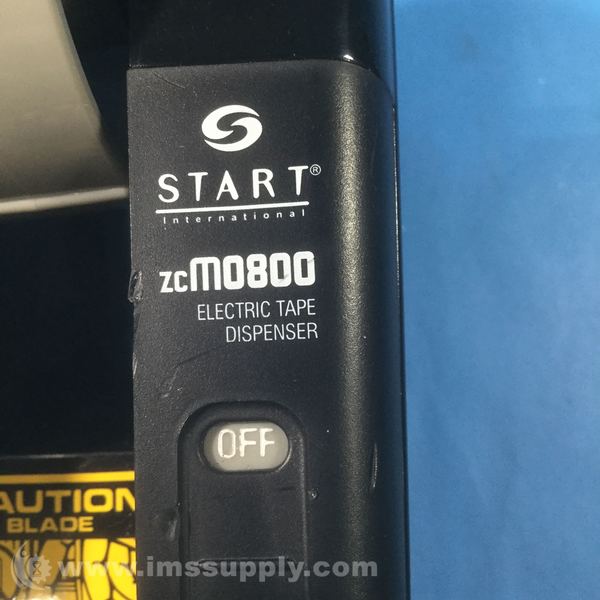 START®
International
zcM0800
ELECTRIC TAPE
DISPENSER
OFF
AUTION
BLADE
www.imssupply.com